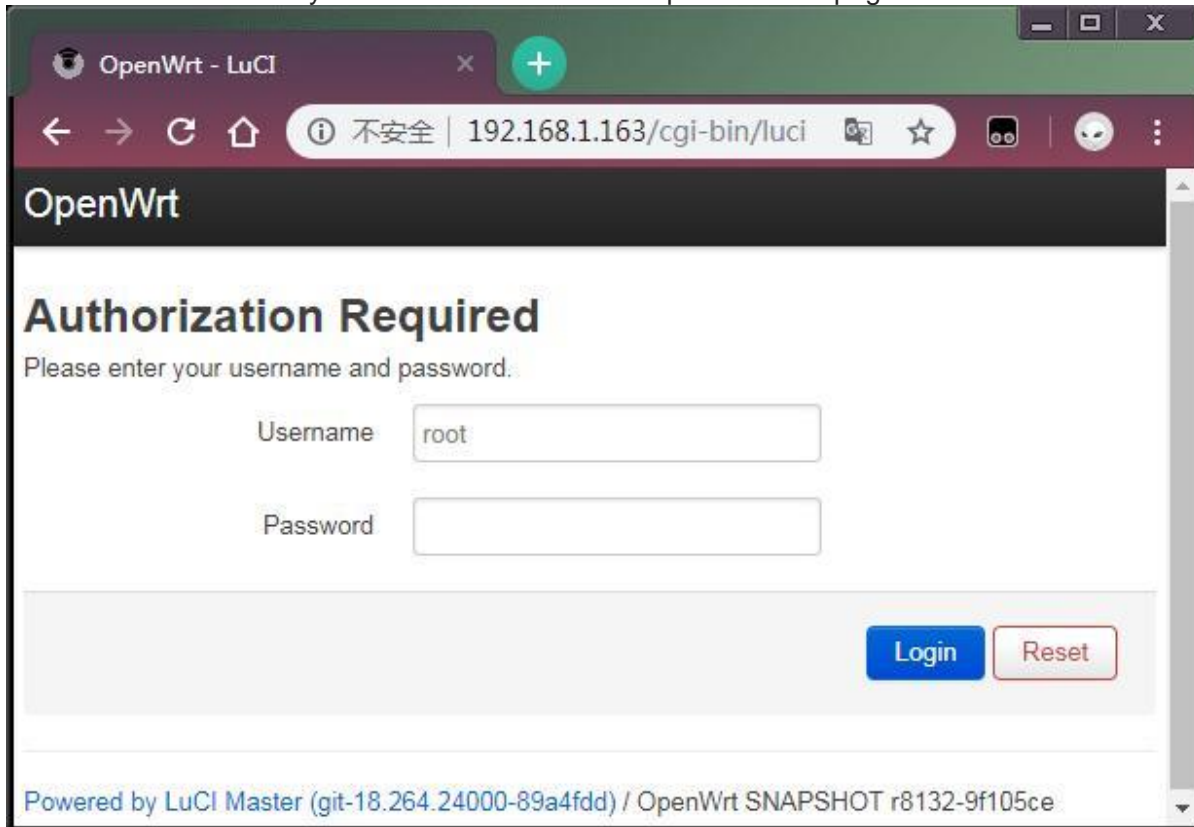 OpenWrt - LuCI
不安全 | 192.168.1.163/cgi-bin/luci
OpenWrt
Authorization Required
Please enter your username and password.
Username root
Password
Login Reset
Powered by LuCI Master (git-18.264.24000-89a4fdd) / OpenWrt SNAPSHOT r8132-9f105ce